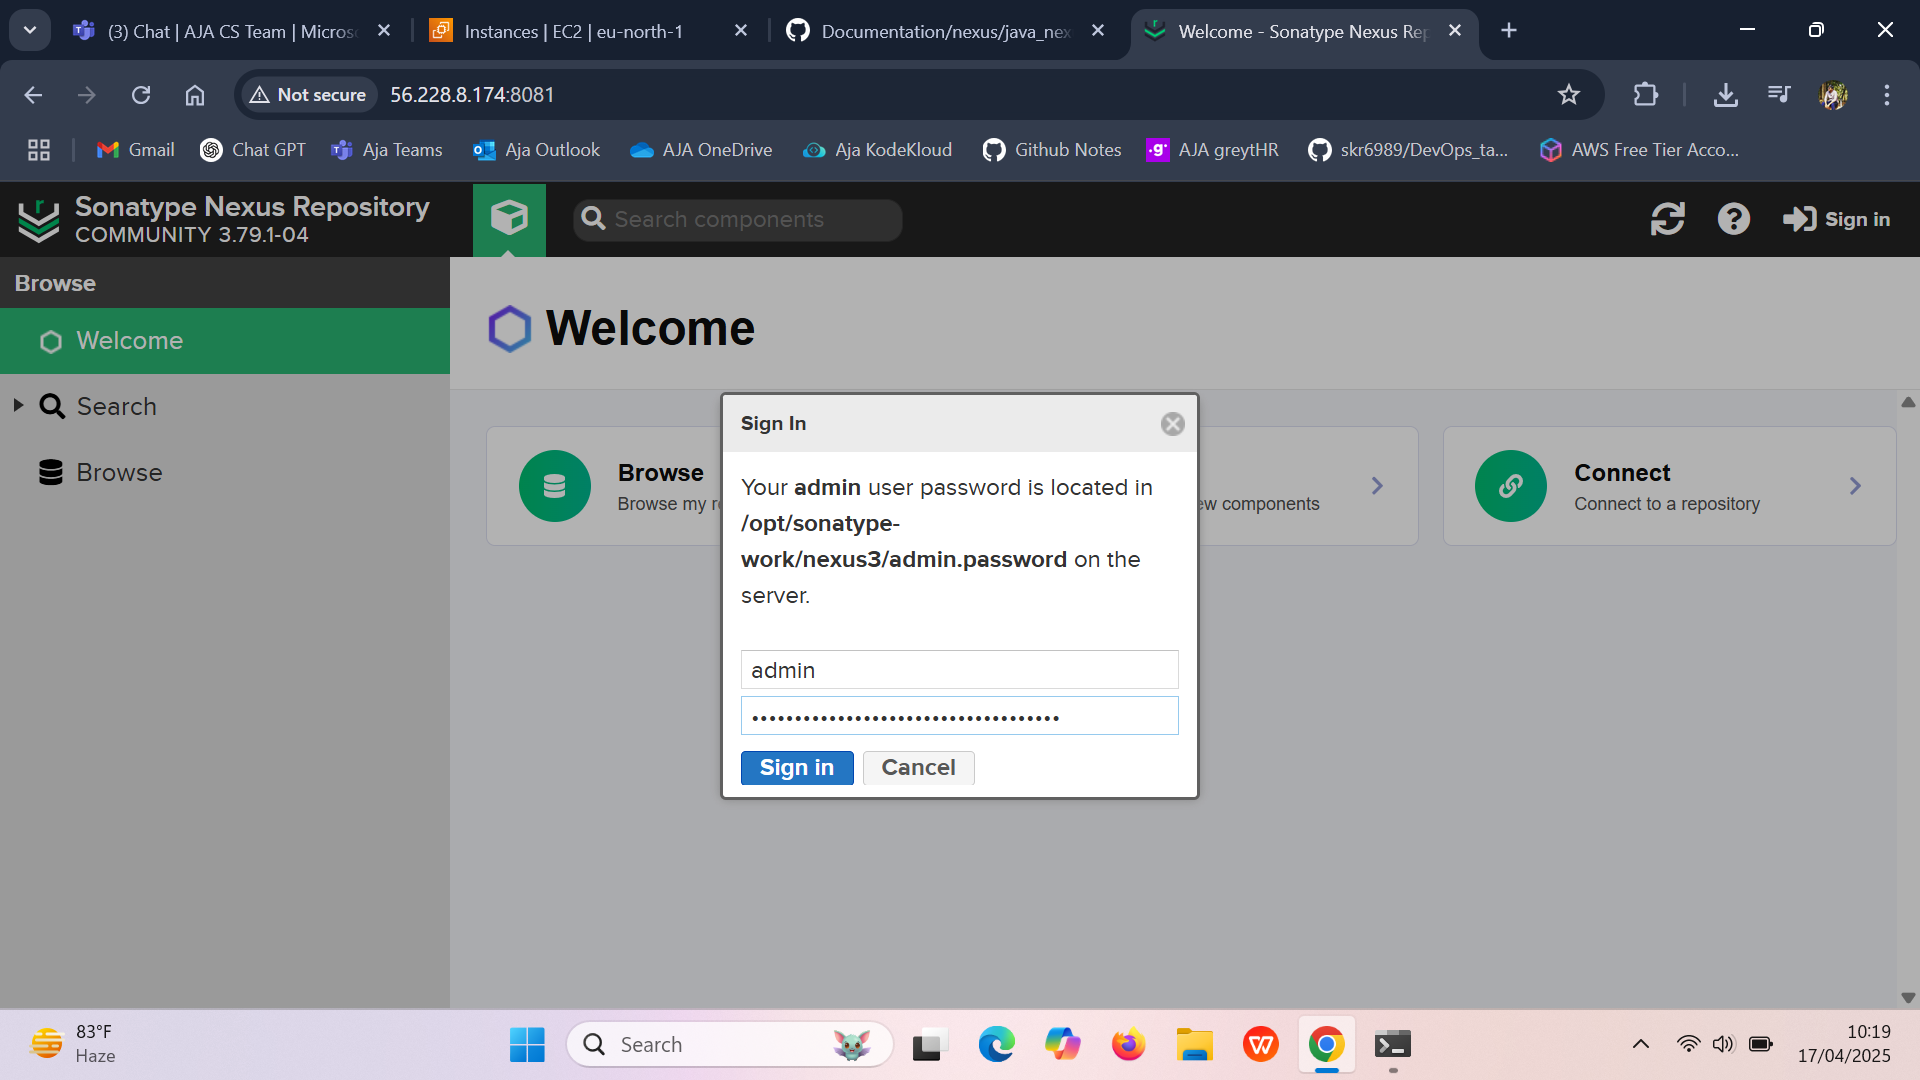 (3) Chat | AJA CS Team | Micros
Instances | EC2 | eu-north-1
Documentation/nexus/java_nex
Welcome - Sonatype Nexus Rep
Not secure
56.228.8.174:8081
Gmail
Chat GPT
Aja Teams
Aja Outlook
AJA OneDrive
Aja KodeKloud
Github Notes
AJA greytHR
skr6989/DevOps_ta...
AWS Free Tier Acco...
Sonatype Nexus Repository
COMMUNITY 3.79.1-04
Search components
Sign in
Browse
Welcome
Search
Browse
Welcome
Browse
Browse my r
ew components
Connect
Connect to a repository
Sign In
Your admin user password is located in
/opt/sonatype-
work/nexus3/admin.password on the
server.
admin
••••••••••••••••••••••••••••••••••••
Sign in
Cancel
83°F
Haze
Search
10:19
17/04/2025